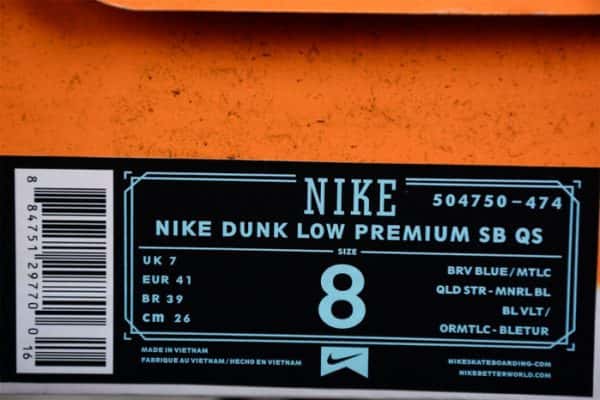 NIKE
504750-474
NIKE DUNK LOW PREMIUM SB QS
SIZE
8
UK 7
EUR 41
BR 39
cm 26
BRV BLUE/MTLC
QLD STR-MNRL BL
BL VLT/
ORMTLC-BLETUR
MADE IN VIETNAM
FABRIQUE AU VIETNAM/HECHO EN VIETNAM
NIKESKATEBOARDING.COM
NIKEBETTERWORLD.COM
8 84751 29770 0 16